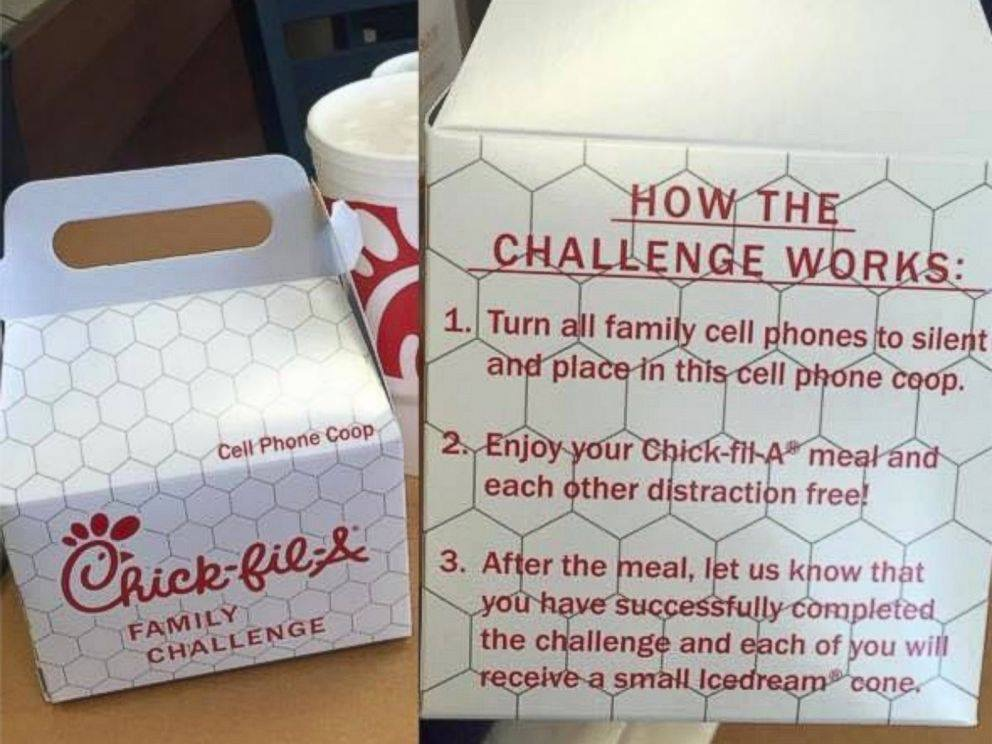 Cell Phone Coop
Chick-fil-A
FAMILY
CHALLENGE
HOW THE
CHALLENGE WORKS:
1. Turn all family cell phones to silent
and place in this cell phone coop.
2. Enjoy your Chick-fil-A® meal and
each other distraction free!
3. After the meal, let us know that
you have successfully completed
the challenge and each of you will
receive a small Icedream® cone.